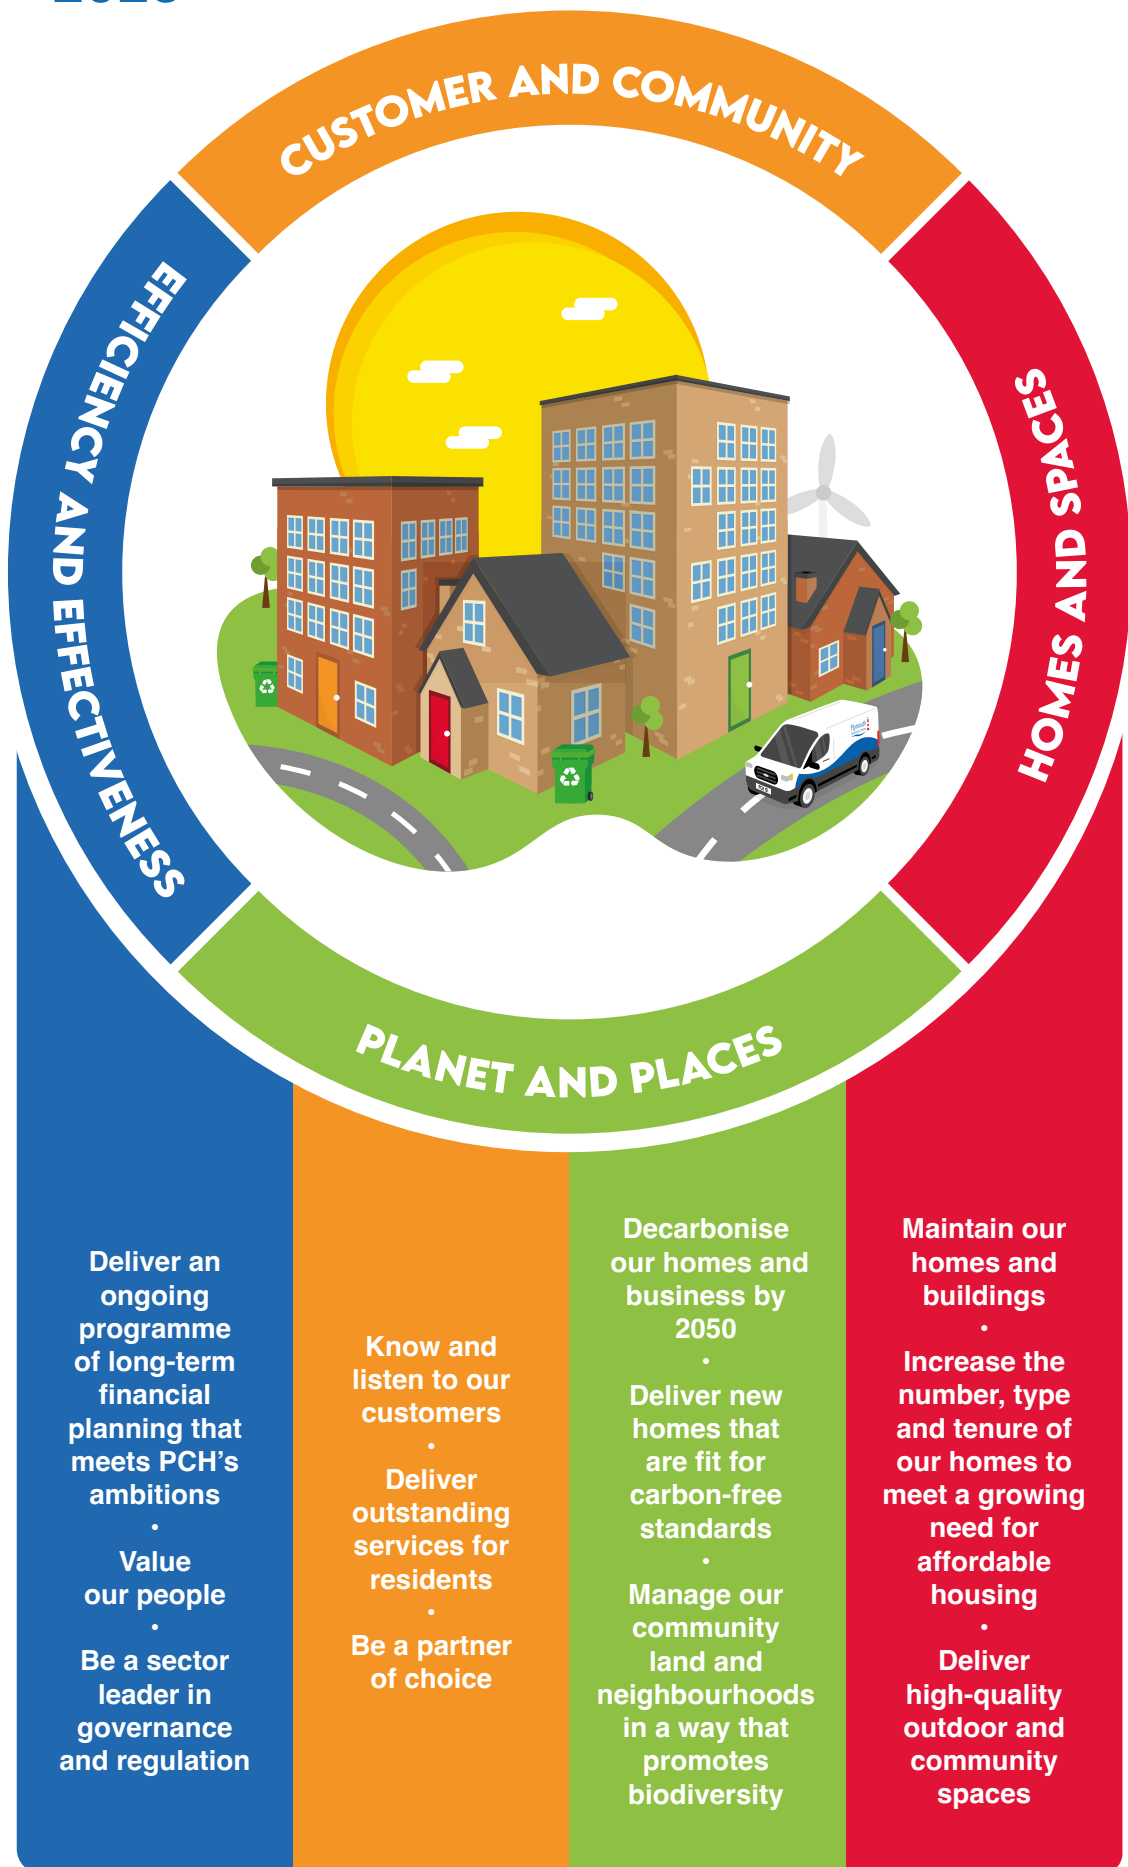 CUSTOMER AND COMMUNITY
EFFICIENCY AND EFFECTIVENESS
HOMES AND SPACES
PLANET AND PLACES
Deliver an
ongoing
programme
of long-term
financial
planning that
meets PCH's
ambitions
•
Value
our people
•
Be a sector
leader in
governance
and regulation
Know and
listen to our
customers
•
Deliver
outstanding
services for
residents
•
Be a partner
of choice
Decarbonise
our homes and
business by
2050
•
Deliver new
homes that
are fit for
carbon-free
standards
•
Manage our
community
land and
neighbourhoods
in a way that
promotes
biodiversity
Maintain our
homes and
buildings
•
Increase the
number, type
and tenure of
our homes to
meet a growing
need for
affordable
housing
•
Deliver
high-quality
outdoor and
community
spaces